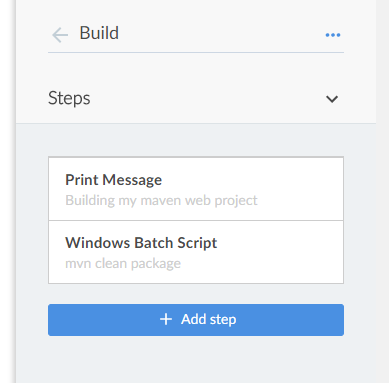 Build
Steps
Print Message
Building my maven web project
Windows Batch Script
mvn clean package
+ Add step